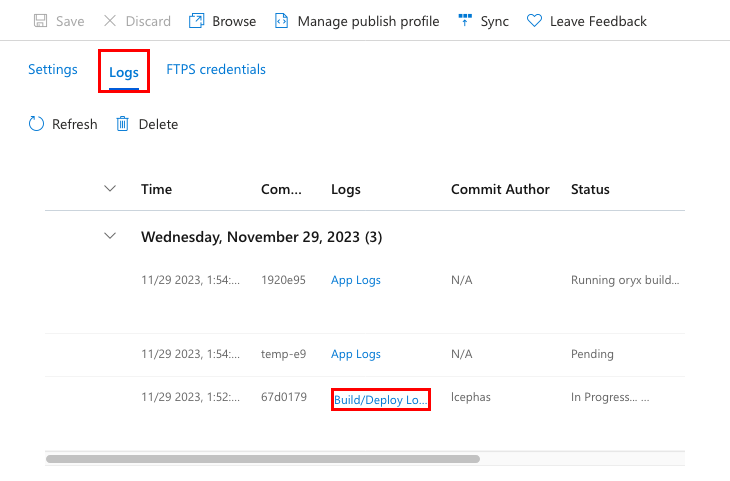 Save Discard Browse Manage publish profile Sync Leave Feedback
Settings Logs FTPS credentials
Refresh Delete
Time Com... Logs Commit Author Status
Wednesday, November 29, 2023 (3)
11/29 2023, 1:54:... 1920e95 App Logs N/A Running oryx build...
11/29 2023, 1:54:... temp-e9 App Logs N/A Pending
11/29 2023, 1:52:... 67d0179 Build/Deploy Lo... Icephas In Progress... ...